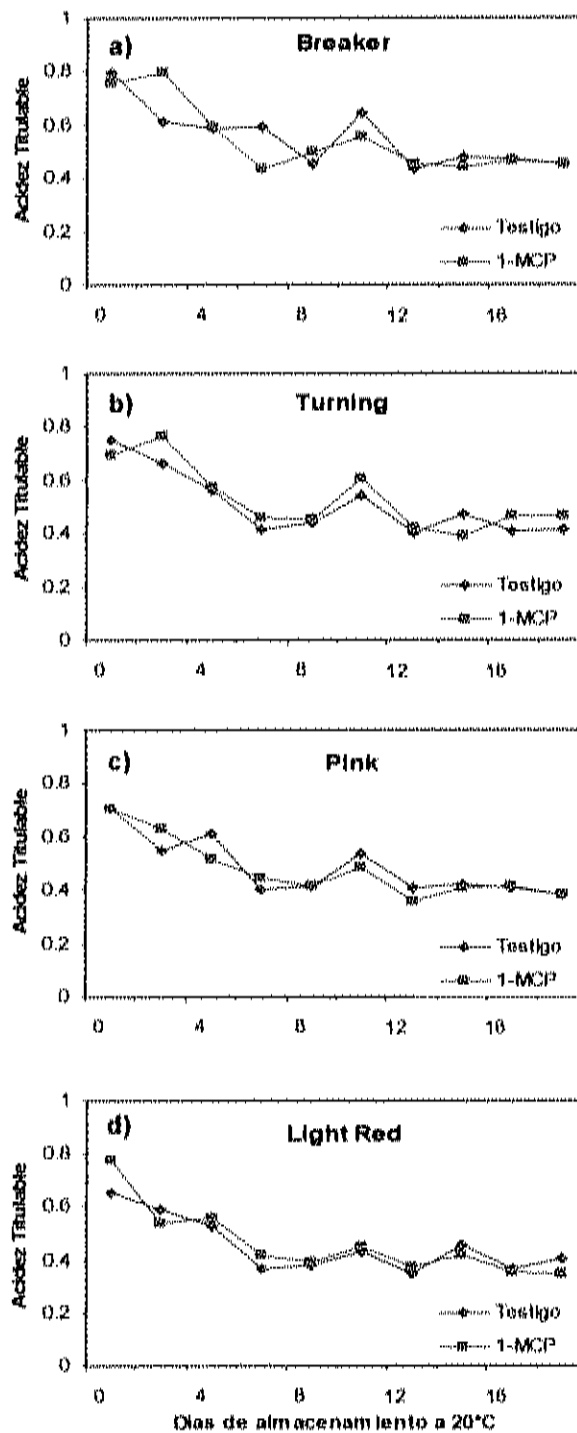 a) Breaker
Acidez Titulable
1
0.8
0.6
0.4
0.2
0
Testigo
1-MCP
0 4 8 12 16
b) Turning
Acidez Titulable
1
0.8
0.6
0.4
0.2
0
Testigo
1-MCP
0 4 8 12 16
c) Pink
Acidez Titulable
1
0.8
0.6
0.4
0.2
0
Testigo
1-MCP
0 4 8 12 16
d) Light Red
Acidez Titulable
1
0.8
0.6
0.4
0.2
0
Testigo
1-MCP
0 4 8 12 16
Dias de almacenamiento a 20°C